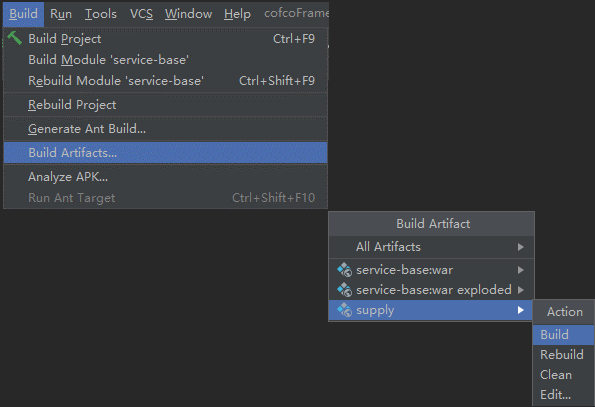 Build Run Tools VCS Window Help cofcoFrame
Build Project Ctrl+F9
Build Module 'service-base'
Rebuild Module 'service-base' Ctrl+Shift+F9
Rebuild Project
Generate Ant Build...
Build Artifacts...
Analyze APK...
Run Ant Target Ctrl+Shift+F10
Build Artifact
All Artifacts
service-base:war
service-base:war exploded
supply
Action
Build
Rebuild
Clean
Edit...